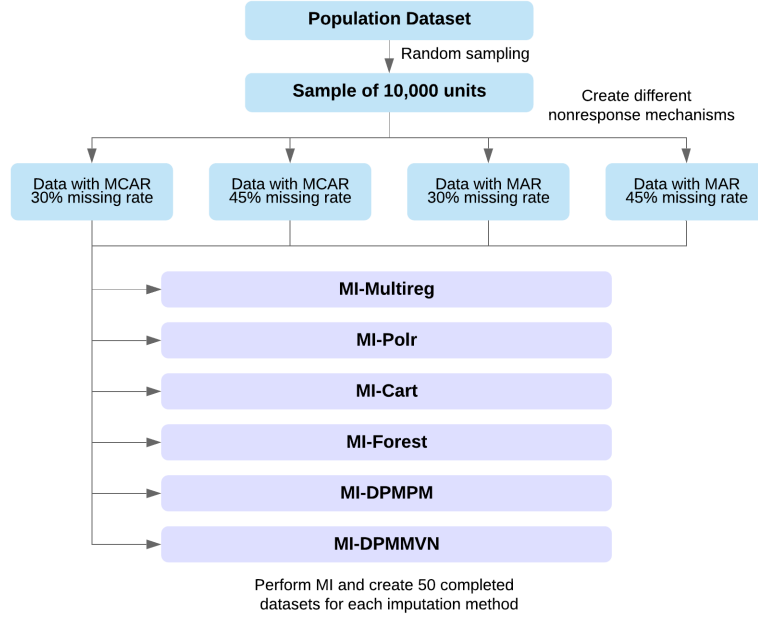 Population Dataset
Random sampling
Sample of 10,000 units
Create different
nonresponse mechanisms
Data with MCAR
30% missing rate
Data with MCAR
45% missing rate
Data with MAR
30% missing rate
Data with MAR
45% missing rate
MI-Multireg
MI-Polr
MI-Cart
MI-Forest
MI-DPMPM
MI-DPMMVN
Perform MI and create 50 completed
datasets for each imputation method